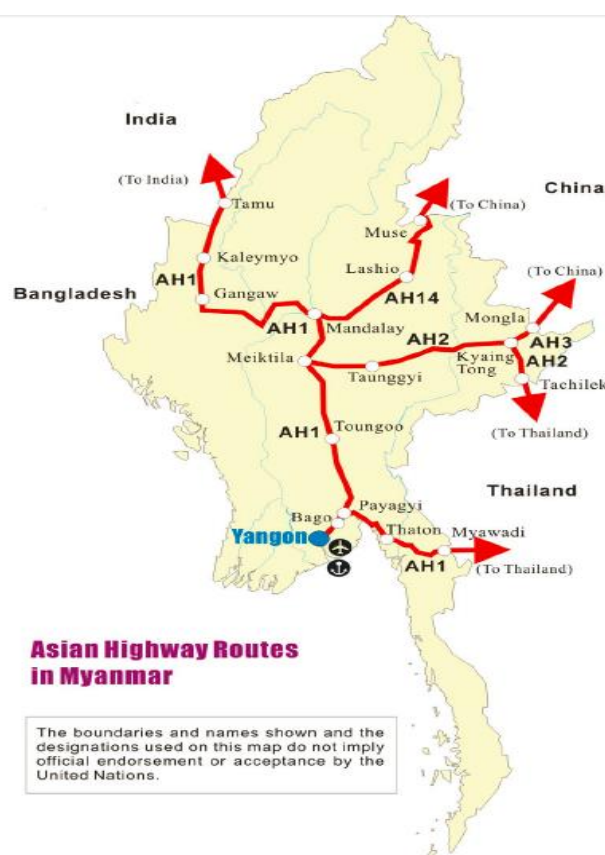 India
(To India)
China
(To China)
Tamu
Muse
Kaleymyo
Lashio
(To China)
AH1
Bangladesh
Gangaw
AH14
Mongla
AH1
Mandalay
AH2
AH3
Meiktila
Kyaing
Tong
AH2
Taunggyi
Tachilek
AH1
Toungoo
(To Thailand)
Thailand
Payagyi
Bago
Yangon
Thaton
Myawadi
AH1
(To Thailand)
Asian Highway Routes
in Myanmar
The boundaries and names shown and the
designations used on this map do not imply
official endorsement or acceptance by the
United Nations.